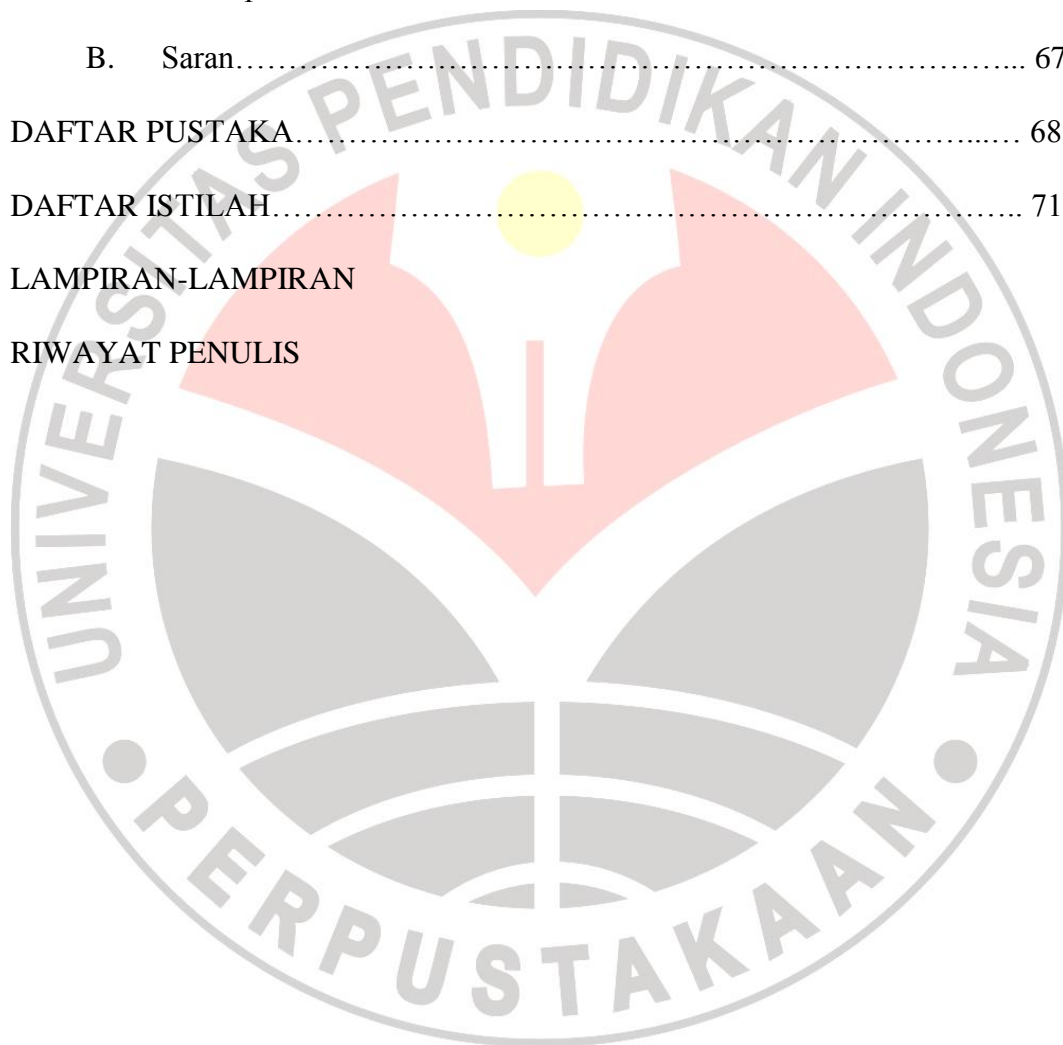 B. Saran……………………………………………………………... 67
DAFTAR PUSTAKA……………………………………………………...… 68
DAFTAR ISTILAH………………………………………………………….. 71
LAMPIRAN-LAMPIRAN
RIWAYAT PENULIS
UNIVERSITAS PENDIDIKAN INDONESIA
PERPUSTAKAAN